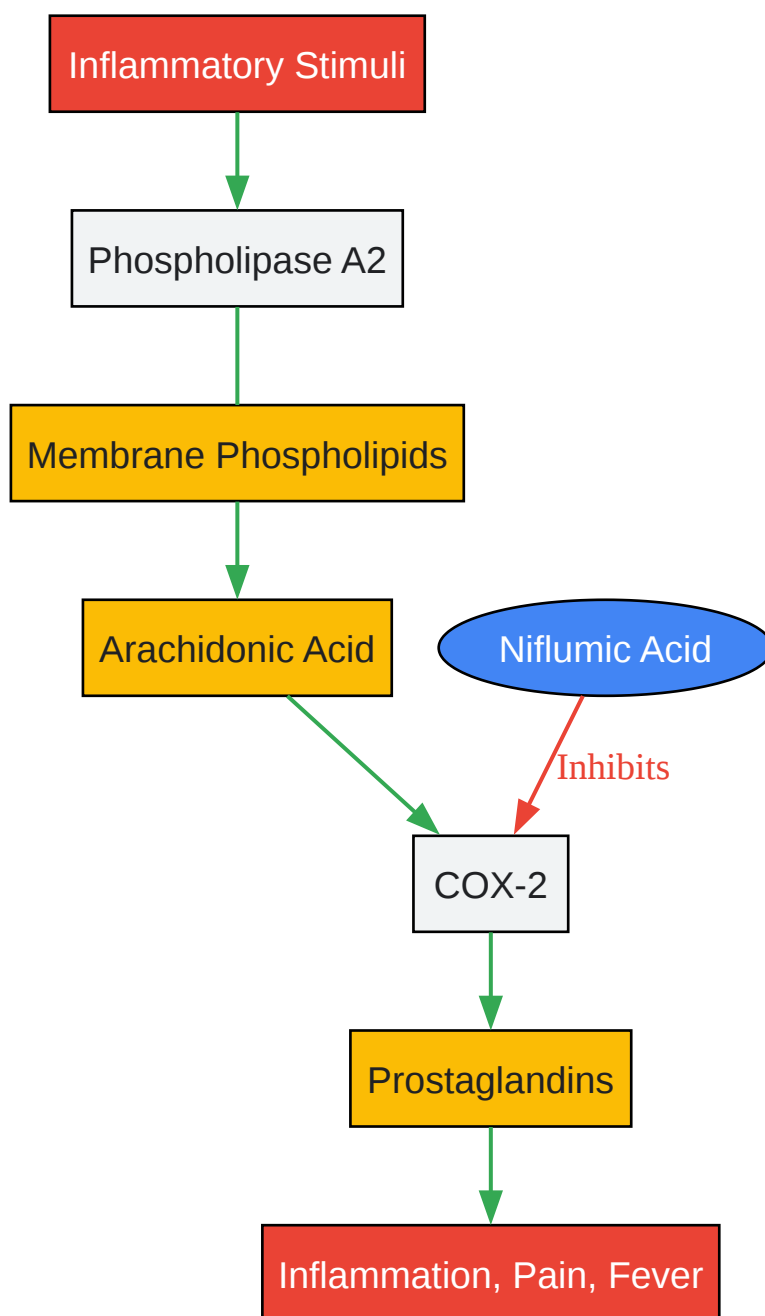 Inflammatory Stimuli
Phospholipase A2
Membrane Phospholipids
Arachidonic Acid
Niflumic Acid
Inhibits
COX-2
Prostaglandins
Inflammation, Pain, Fever